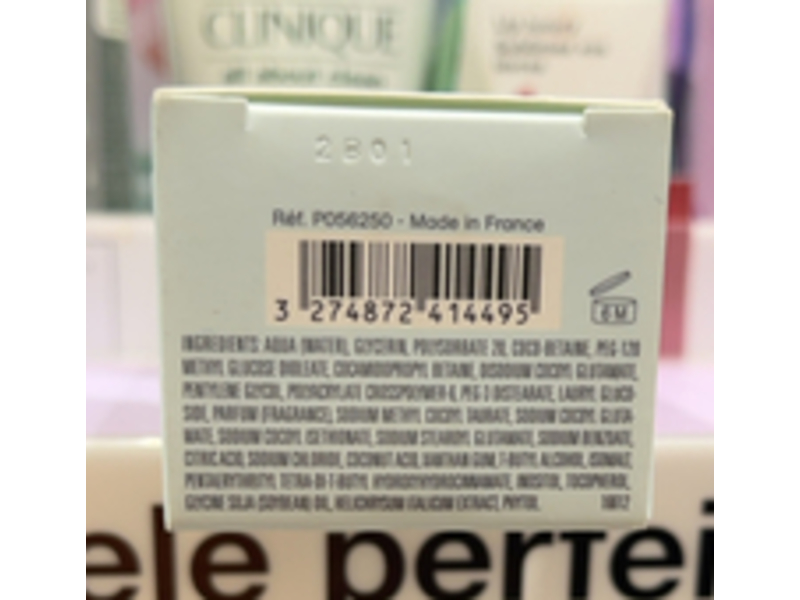 CLINIQUE
2801
Réf. P056250 - Made in France
3 274872 414495
6 M
INGREDIENTS: AQUA (WATER), GLYCERIN, POLYSORBATE 20, COCO-BETAINE, PEG-120
METHYL GLUCOSE DIOLEATE, COCAMIDOPROPYL BETAINE, DISODIUM COCOYL GLUTAMATE,
PENTYLENE GLYCOL, POLYACRYLATE CROSSPOLYMER-6, PEG-3 DISTEARATE, LAURYL GLUCO-
SIDE, PARFUM (FRAGRANCE), SODIUM METHYL COCOYL TAURATE, SODIUM COCOYL GLUTA-
MATE, SODIUM COCOYL ISETHIONATE, SODIUM STEAROYL GLUTAMATE, SODIUM BENZOATE,
CITRIC ACID, SODIUM CHLORIDE, COCONUT ACID, XANTHAN GUM, T-BUTYL ALCOHOL, ISOMALT,
PENTAERYTHRITYL TETRA-DI-T-BUTYL HYDROXYHYDROCINNAMATE, INOSITOL, TOCOPHEROL,
GLYCINE SOJA (SOYBEAN) OIL, HELICHRYSUM ITALICUM EXTRACT, PHYTOL.
ele perfei